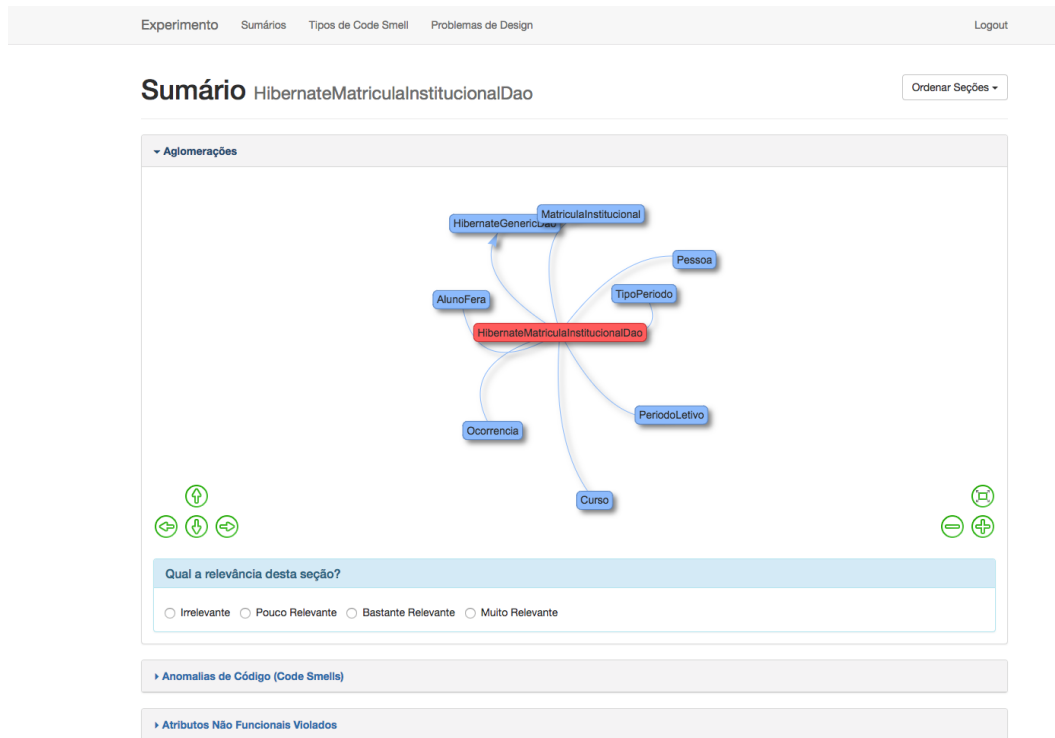 Experimento Sumários Tipos de Code Smell Problemas de Design Logout
Sumário HibernateMatriculaInstitucionalDao Ordenar Seções
Aglomerações
MatriculaInstitucional
HibernateGenericDao
Pessoa
TipoPeriodo
AlunoFera
HibernateMatriculaInstitucionalDao
PeriodoLetivo
Ocorrencia
Curso
Qual a relevância desta seção?
Irrelevante Pouco Relevante Bastante Relevante Muito Relevante
Anomalias de Código (Code Smells)
Atributos Não Funcionais Violados